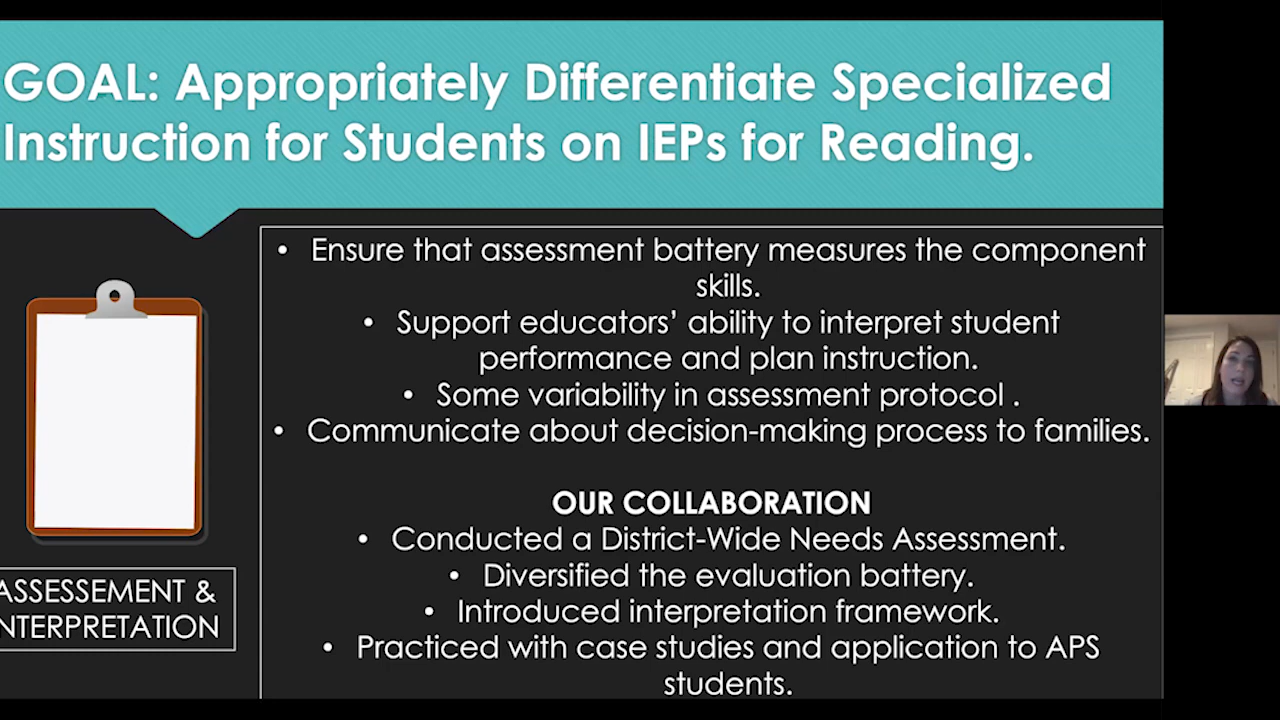 GOAL: Appropriately Differentiate Specialized
Instruction for Students on IEPs for Reading.
• Ensure that assessment battery measures the component
skills.
• Support educators’ ability to interpret student
performance and plan instruction.
• Some variability in assessment protocol .
• Communicate about decision-making process to families.
OUR COLLABORATION
• Conducted a District-Wide Needs Assessment.
• Diversified the evaluation battery.
• Introduced interpretation framework.
• Practiced with case studies and application to APS
students.
ASSESSEMENT &
NTERPRETATION